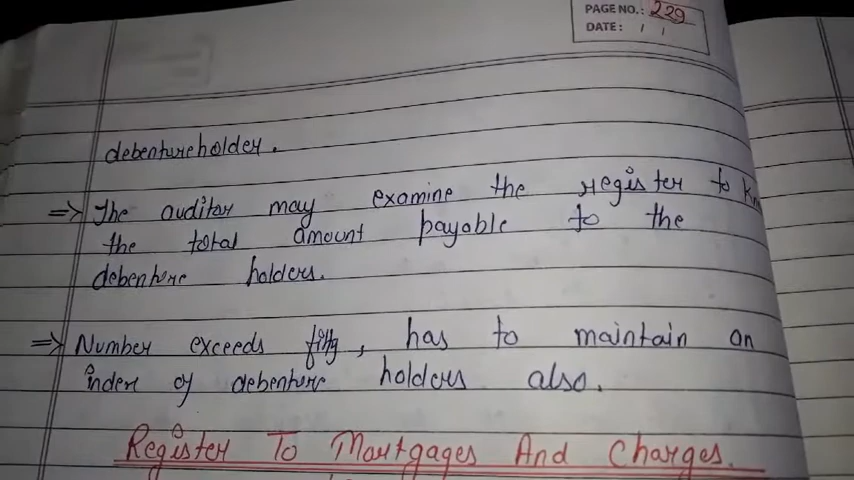 PAGE NO.: 229
DATE: / /
debentureholder.
=> The auditor may examine the register to Kn
the total amount payable to the
debenture holders.
=> Number exceeds fifty, has to maintain an
index of debenture holders also.
Register To Mortgages And Charges.